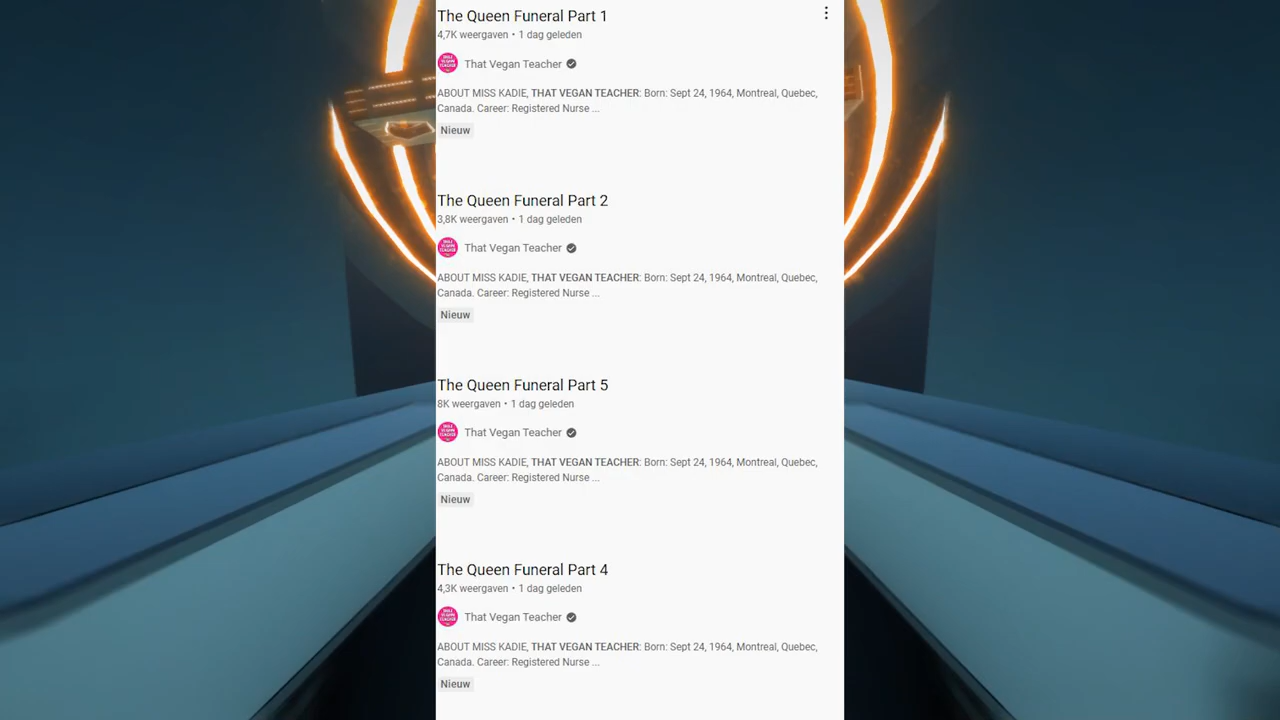 The Queen Funeral Part 1
4,7K weergaven • 1 dag geleden
That Vegan Teacher
ABOUT MISS KADIE, THAT VEGAN TEACHER: Born: Sept 24, 1964, Montreal, Quebec,
Canada. Career: Registered Nurse ...
Nieuw
The Queen Funeral Part 2
3,8K weergaven • 1 dag geleden
That Vegan Teacher
ABOUT MISS KADIE, THAT VEGAN TEACHER: Born: Sept 24, 1964, Montreal, Quebec,
Canada. Career: Registered Nurse ...
Nieuw
The Queen Funeral Part 5
8K weergaven • 1 dag geleden
That Vegan Teacher
ABOUT MISS KADIE, THAT VEGAN TEACHER: Born: Sept 24, 1964, Montreal, Quebec,
Canada. Career: Registered Nurse ...
Nieuw
The Queen Funeral Part 4
4,3K weergaven • 1 dag geleden
That Vegan Teacher
ABOUT MISS KADIE, THAT VEGAN TEACHER: Born: Sept 24, 1964, Montreal, Quebec,
Canada. Career: Registered Nurse ...
Nieuw